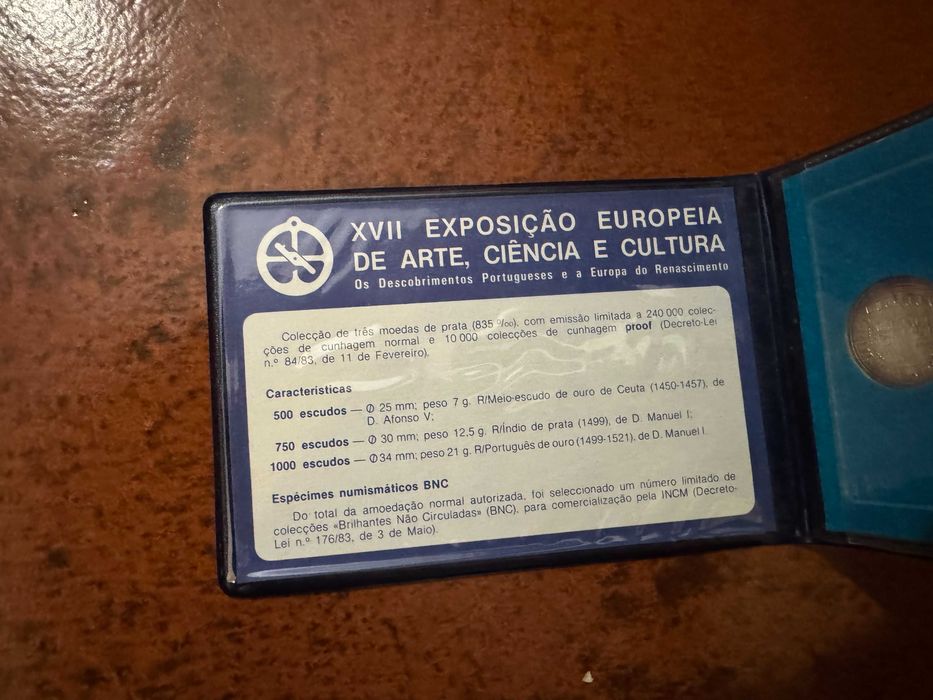 XVII EXPOSIÇÃO EUROPEIA
DE ARTE, CIÊNCIA E CULTURA
Os Descobrimentos Portugueses e a Europa do Renascimento
Colecção de três moedas de prata (835 ‰), com emissão limitada a 240 000 colec-
ções de cunhagem normal e 10 000 colecções de cunhagem proof (Decreto-Lei
n.º 84/83, de 11 de Fevereiro).
Características
500 escudos — ⌀ 25 mm; peso 7 g. R/Meio-escudo de ouro de Ceuta (1450-1457), de
D. Afonso V;
750 escudos — ⌀ 30 mm; peso 12,5 g. R/Índio de prata (1499), de D. Manuel I;
1000 escudos — ⌀ 34 mm; peso 21 g. R/Português de ouro (1499-1521), de D. Manuel I.
Espécimes numismáticos BNC
Do total da amoedação normal autorizada, foi seleccionado um número limitado de
colecções «Brilhantes Não Circuladas» (BNC), para comercialização pela INCM (Decreto-
Lei n.º 176/83, de 3 de Maio).